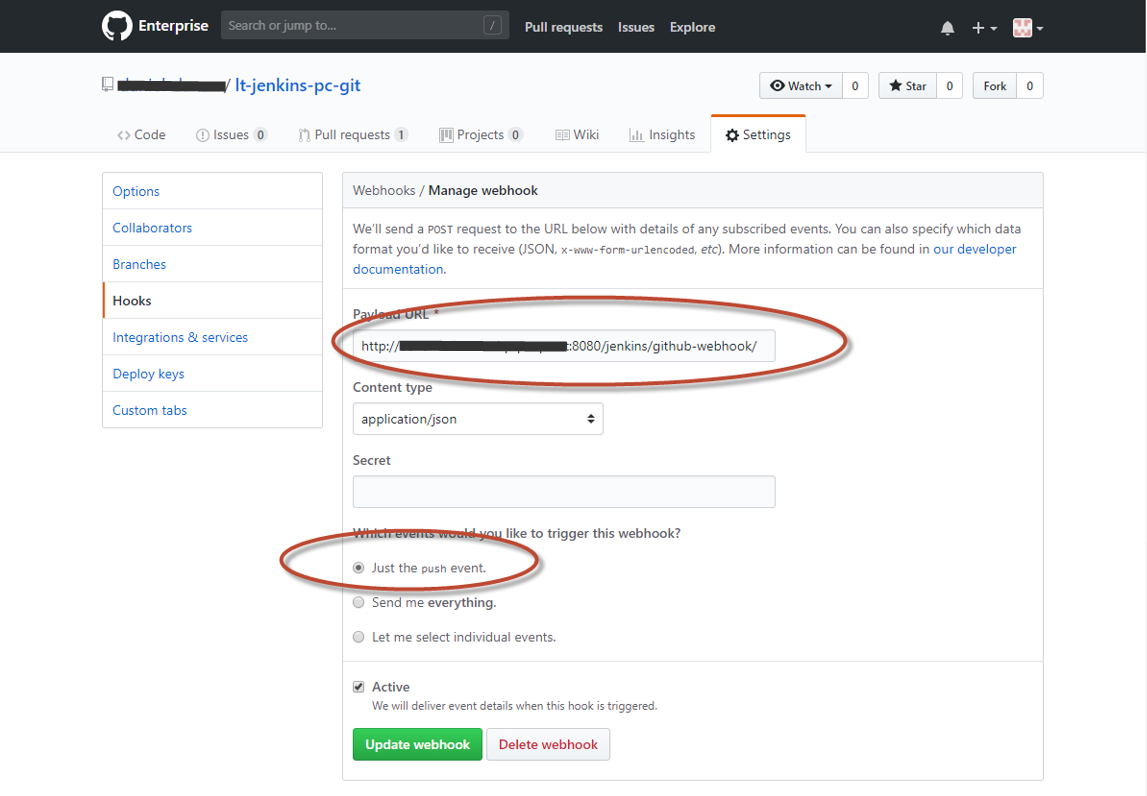 Enterprise
Search or jump to...
/
Pull requests Issues Explore
/ lt-jenkins-pc-git
Watch 0
Star 0
Fork 0
Code
Issues 0
Pull requests 1
Projects 0
Wiki
Insights
Settings
Options
Collaborators
Branches
Hooks
Integrations & services
Deploy keys
Custom tabs
Webhooks / Manage webhook
We'll send a POST request to the URL below with details of any subscribed events. You can also specify which data
format you'd like to receive (JSON, x-www-form-urlencoded, etc). More information can be found in our developer
documentation.
Payload URL *
http:// :8080/jenkins/github-webhook/
Content type
application/json
Secret
Which events would you like to trigger this webhook?
Just the push event.
Send me everything.
Let me select individual events.
Active
We will deliver event details when this hook is triggered.
Update webhook
Delete webhook